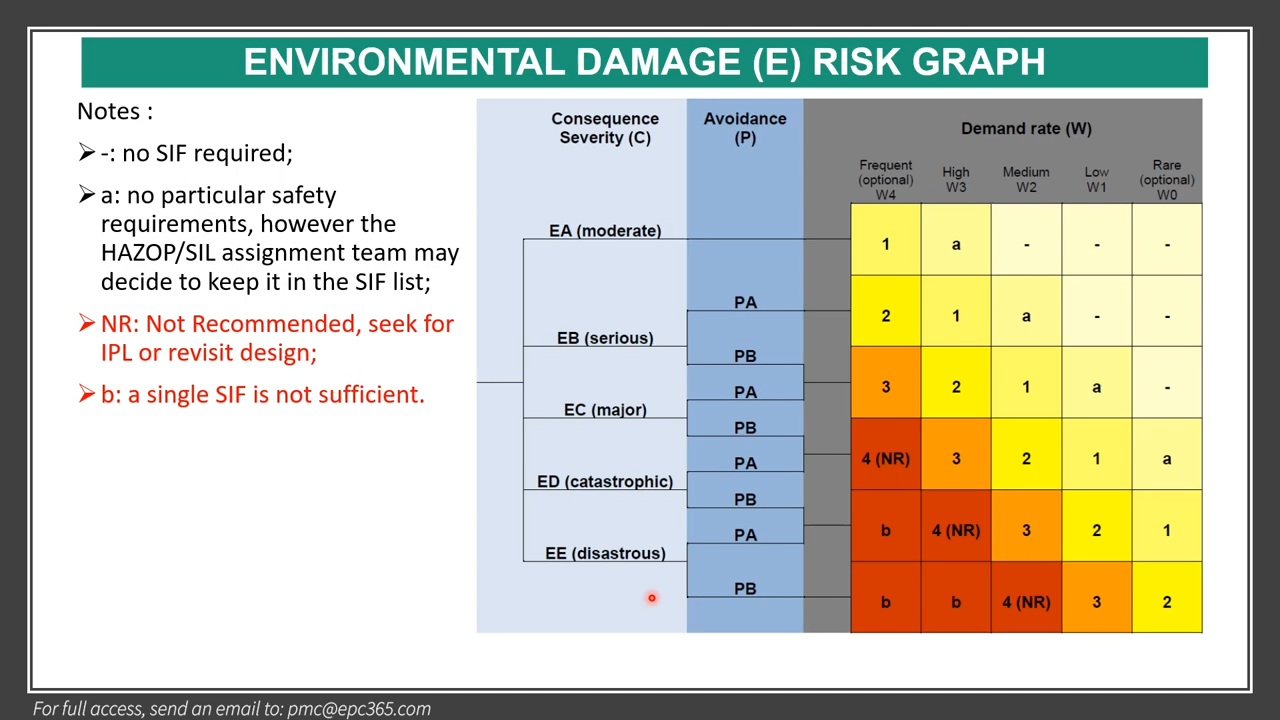 ENVIRONMENTAL DAMAGE (E) RISK GRAPH
Notes :
-: no SIF required;
a: no particular safety
requirements, however the
HAZOP/SIL assignment team may
decide to keep it in the SIF list;
NR: Not Recommended, seek for
IPL or revisit design;
b: a single SIF is not sufficient.
Consequence
Severity (C)
Avoidance
(P)
Demand rate (W)
Frequent
(optional)
W4
High
W3
Medium
W2
Low
W1
Rare
(optional)
W0
EA (moderate)
1 a - - -
PA
2 1 a - -
EB (serious)
PB
3 2 1 a -
PA
EC (major)
PB
4 (NR) 3 2 1 a
PA
ED (catastrophic)
PB
b 4 (NR) 3 2 1
PA
EE (disastrous)
PB
b b 4 (NR) 3 2
For full access, send an email to: pmc@epc365.com